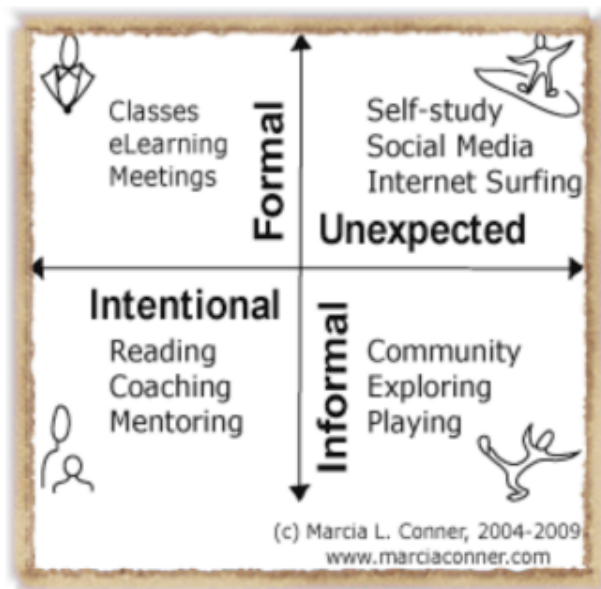 Classes
eLearning
Meetings
Formal
Self-study
Social Media
Internet Surfing
Unexpected
Intentional
Reading
Coaching
Mentoring
Informal
Community
Exploring
Playing
(c) Marcia L. Conner, 2004-2009
www.marciaconner.com